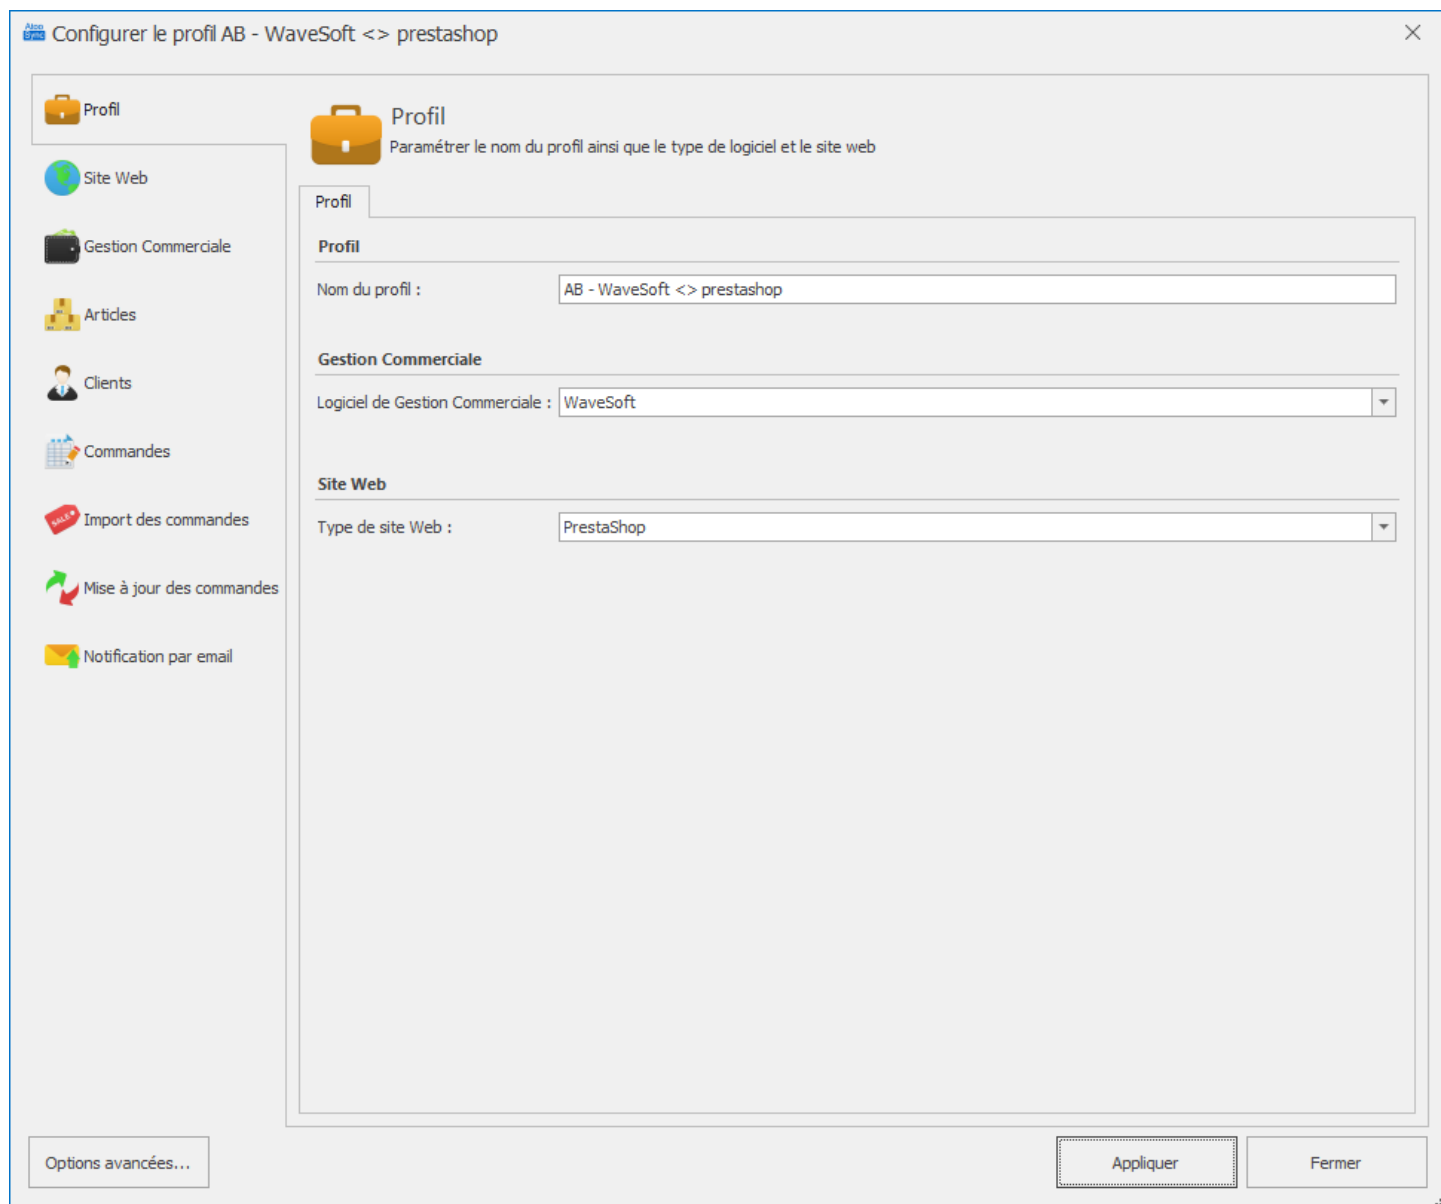 Atoo Sync
Configurer le profil AB - WaveSoft <> prestashop
Profil
Site Web
Gestion Commerciale
Articles
Clients
Commandes
SALE
Import des commandes
Mise à jour des commandes
Notification par email
Profil
Paramétrer le nom du profil ainsi que le type de logiciel et le site web
Profil
Profil
Nom du profil : AB - WaveSoft <> prestashop
Gestion Commerciale
Logiciel de Gestion Commerciale : WaveSoft
Site Web
Type de site Web : PrestaShop
Options avancées...
Appliquer
Fermer